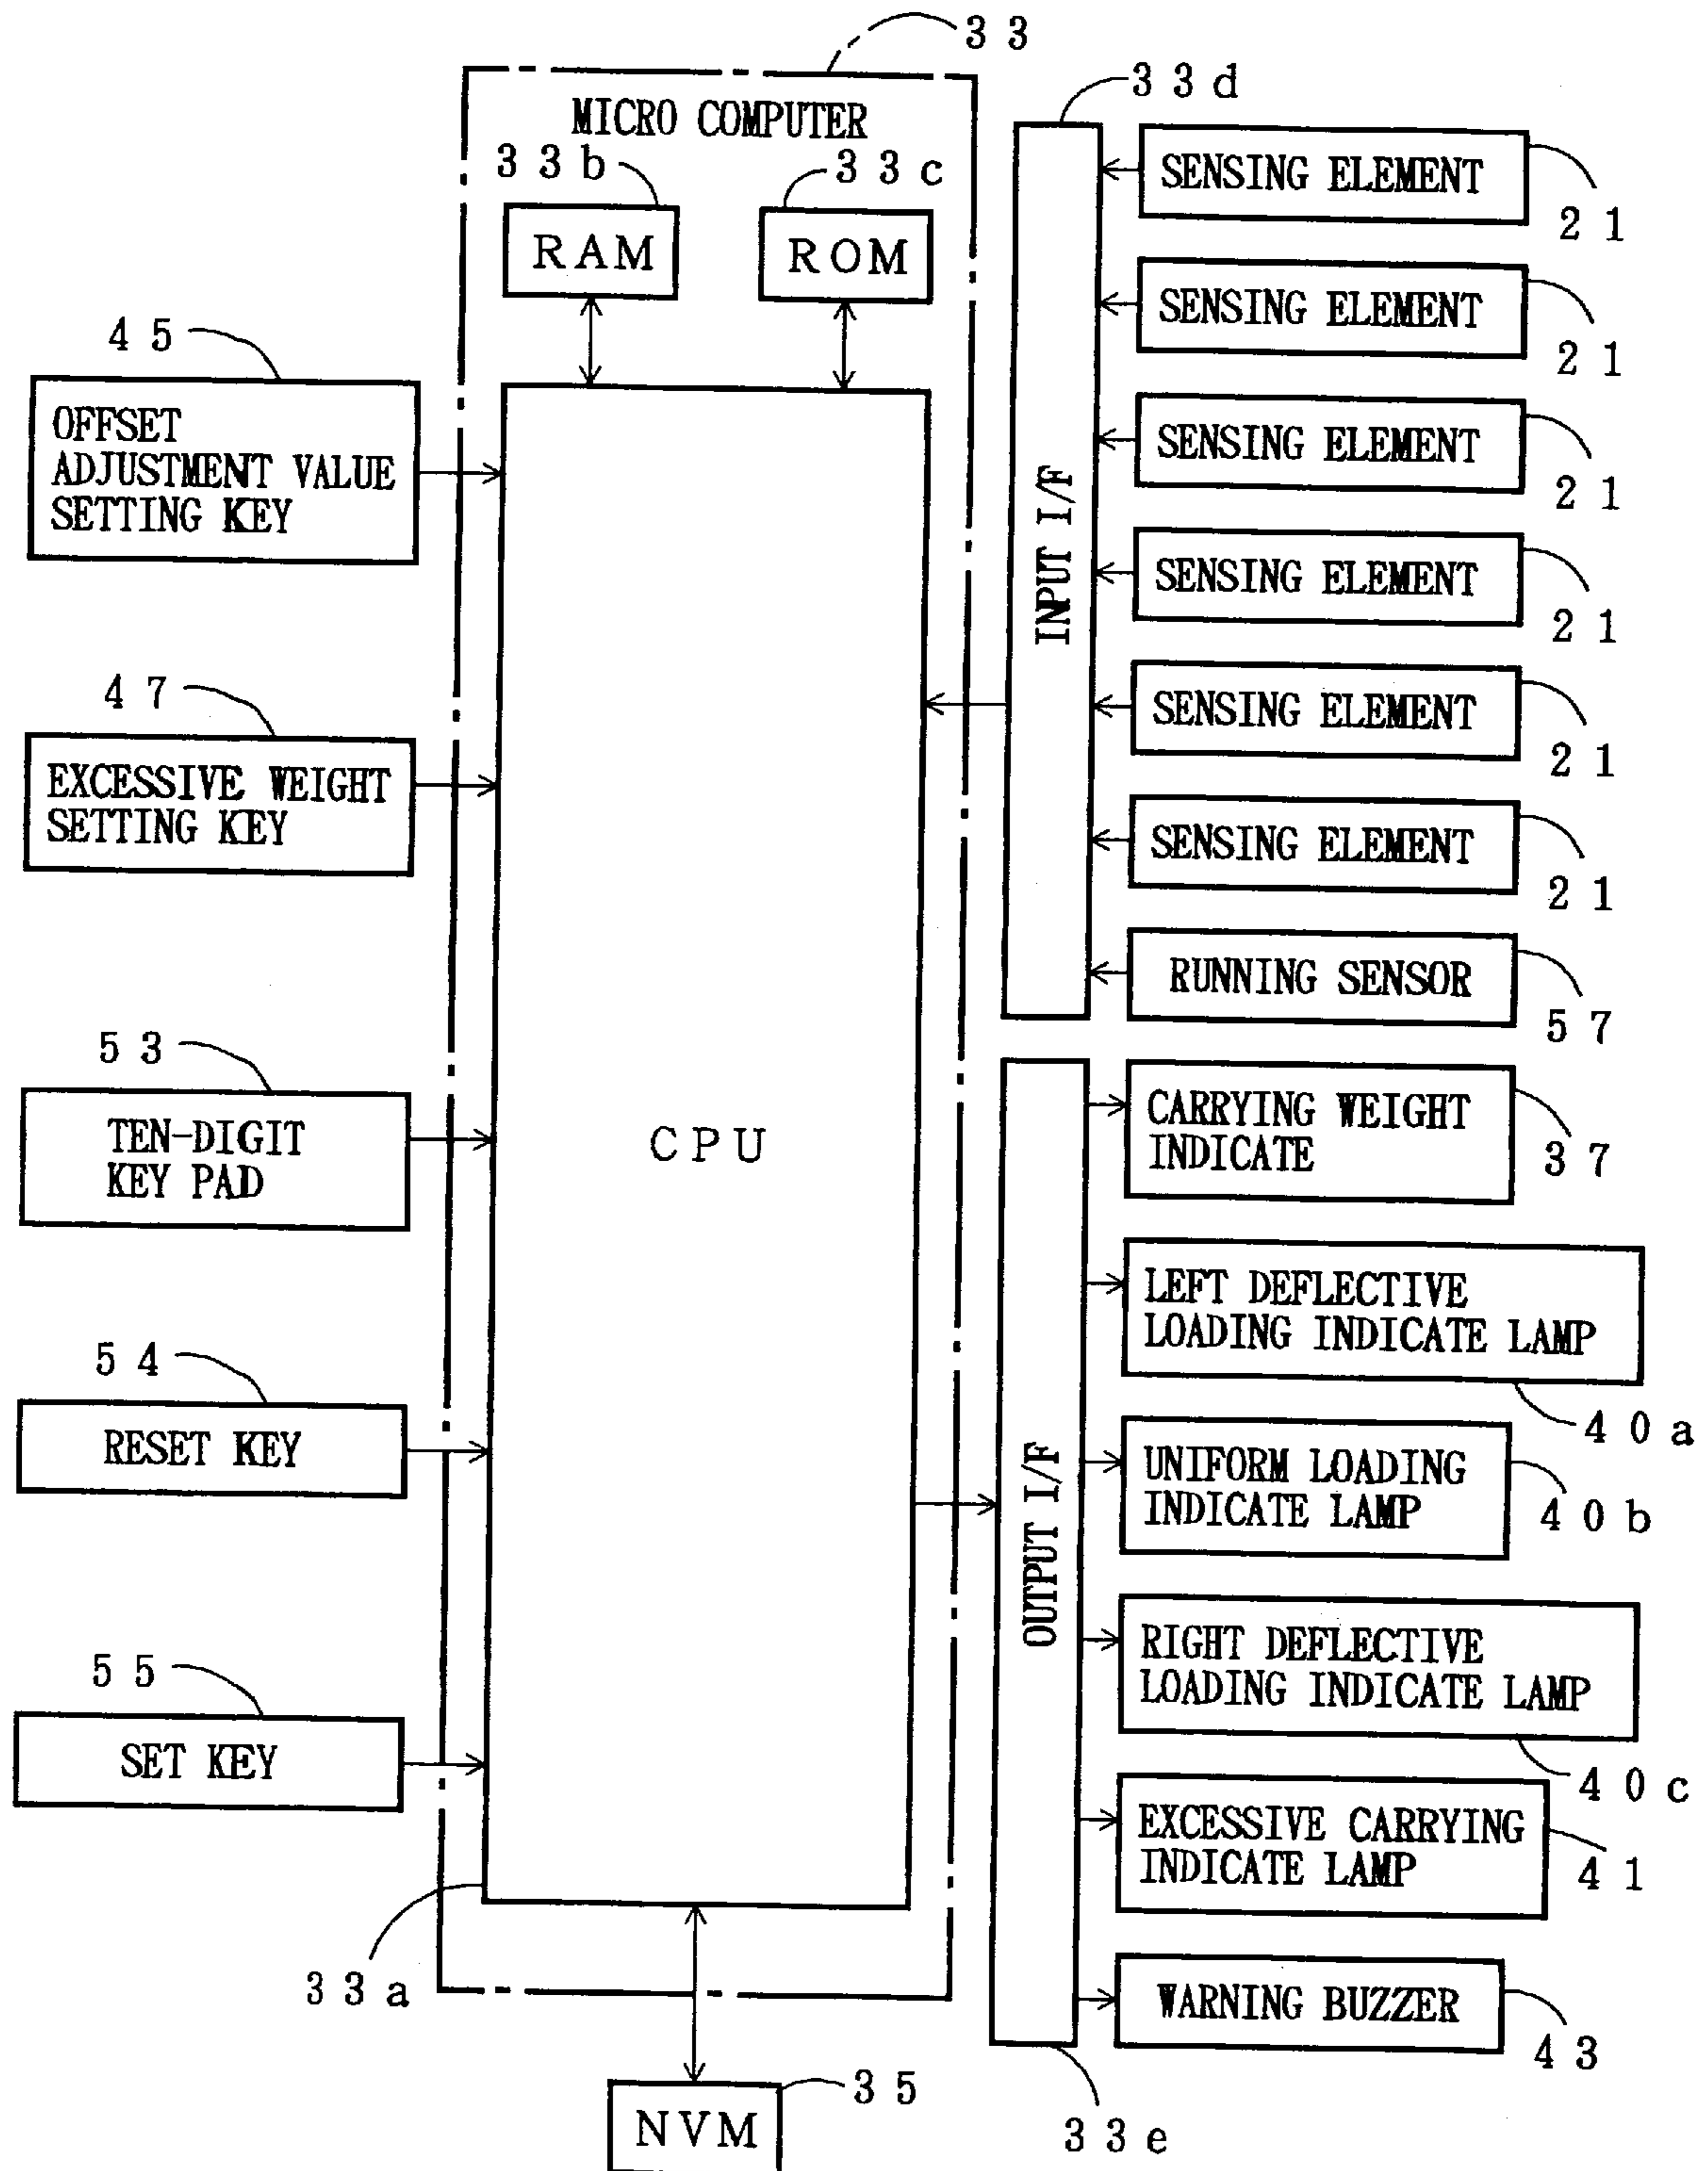 33
MICRO COMPUTER
33b
33c
RAM
ROM
45
OFFSET
ADJUSTMENT VALUE
SETTING KEY
47
EXCESSIVE WEIGHT
SETTING KEY
53
TEN-DIGIT
KEY PAD
54
RESET KEY
55
SET KEY
CPU
33a
NVM
35
33d
INPUT I/F
SENSING ELEMENT
21
SENSING ELEMENT
21
SENSING ELEMENT
21
SENSING ELEMENT
21
SENSING ELEMENT
21
SENSING ELEMENT
21
RUNNING SENSOR
57
OUTPUT I/F
33e
CARRYING WEIGHT
INDICATE
37
LEFT DEFLECTIVE
LOADING INDICATE LAMP
40a
UNIFORM LOADING
INDICATE LAMP
40b
RIGHT DEFLECTIVE
LOADING INDICATE LAMP
40c
EXCESSIVE CARRYING
INDICATE LAMP
41
WARNING BUZZER
43